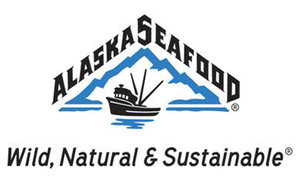 ALASKA SEAFOOD®
Wild, Natural & Sustainable®